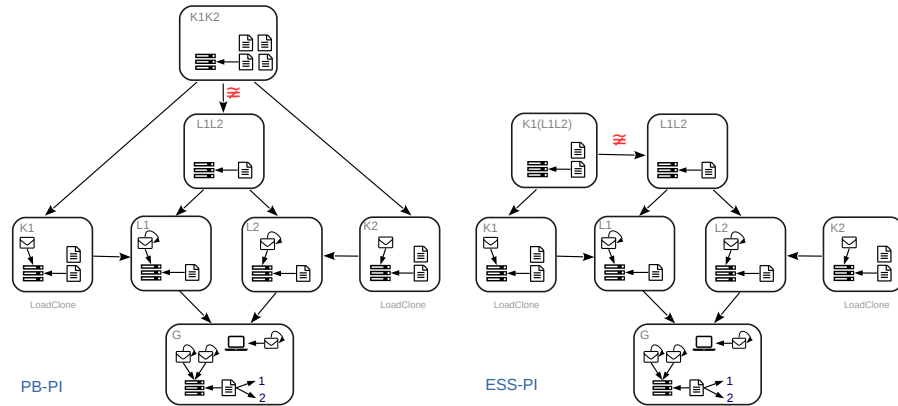 K1K2
≇
L1L2
K1
L1
L2
K2
LoadClone
LoadClone
G
1
2
PB-PI
K1(L1L2)
≇
L1L2
K1
L1
L2
K2
LoadClone
LoadClone
G
1
2
ESS-PI